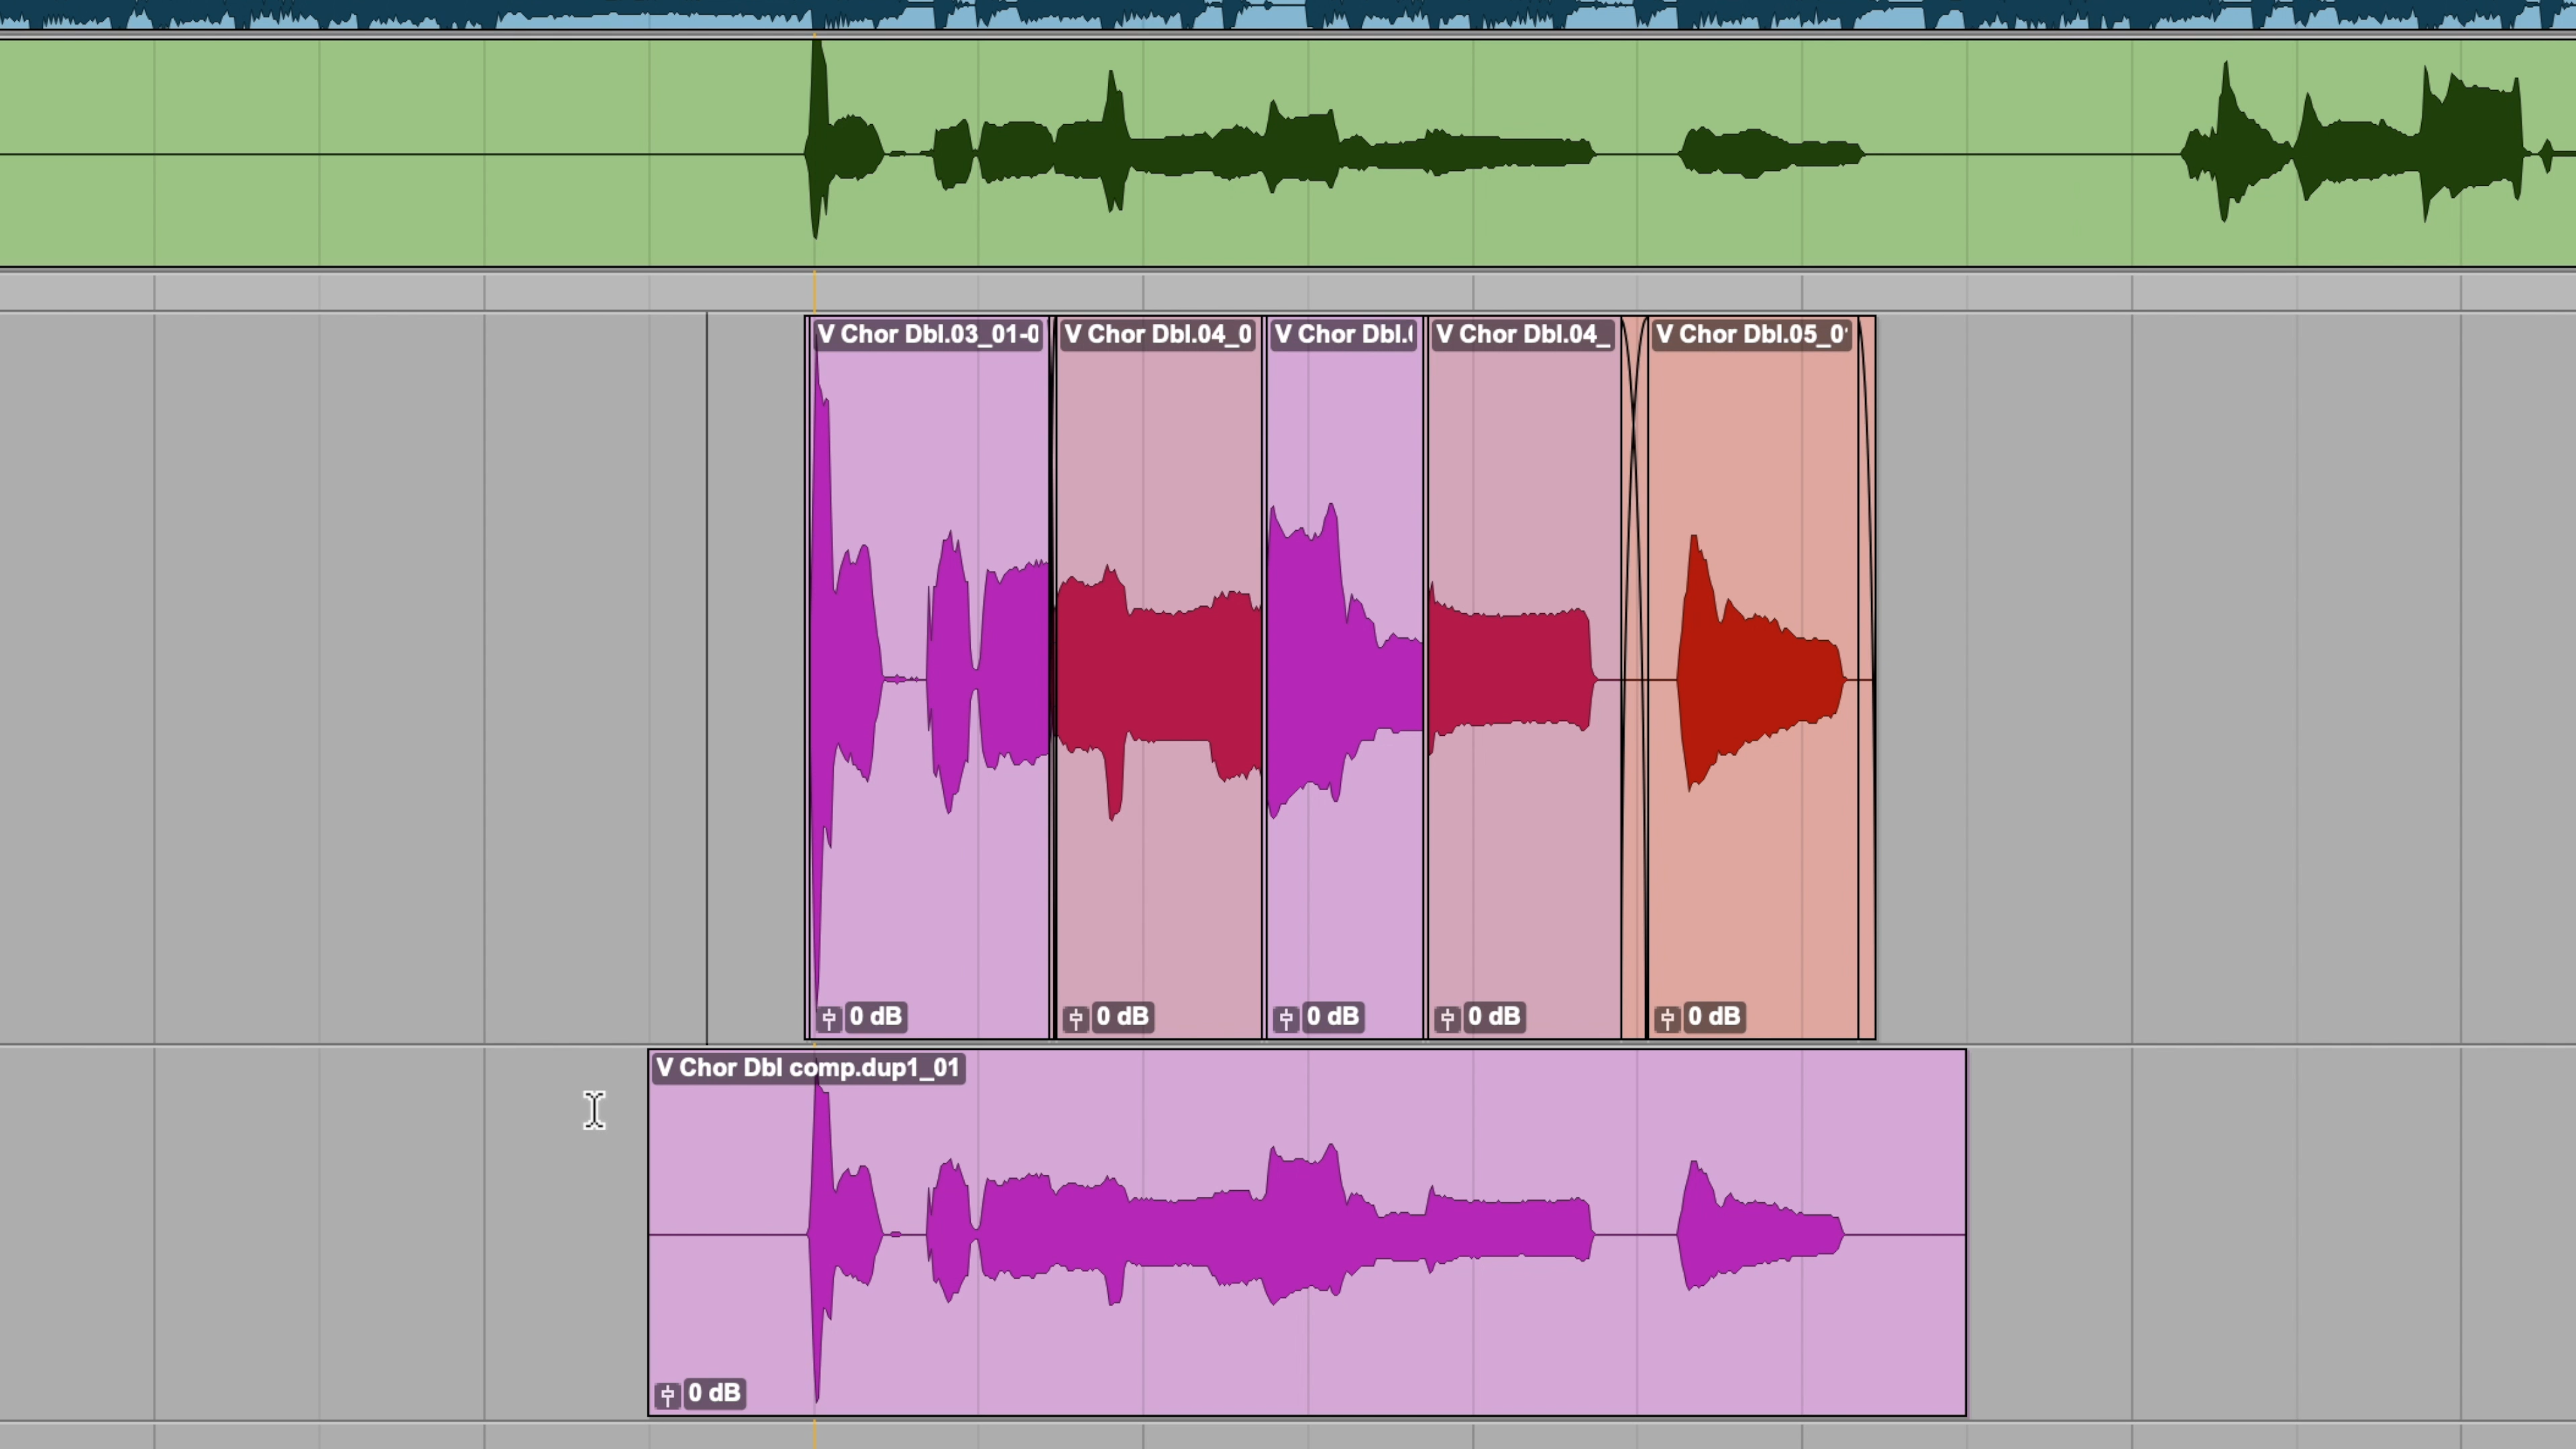 V Chor Dbl.03_01-0
V Chor Dbl.04_0
V Chor Dbl.
V Chor Dbl.04_
V Chor Dbl.05_0
0 dB
0 dB
0 dB
0 dB
0 dB
V Chor Dbl comp.dup1_01
0 dB